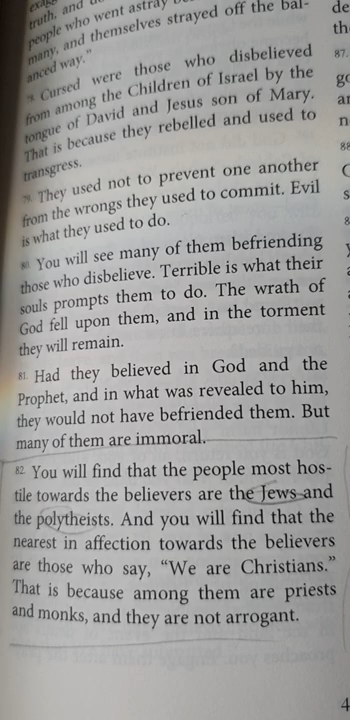 truth, and
people who went astray
many, and themselves strayed off the bal-
anced way."
78. Cursed were those who disbelieved
from among the Children of Israel by the
tongue of David and Jesus son of Mary.
That is because they rebelled and used to
transgress.
79. They used not to prevent one another
from the wrongs they used to commit. Evil
is what they used to do.
80. You will see many of them befriending
those who disbelieve. Terrible is what their
souls prompts them to do. The wrath of
God fell upon them, and in the torment
they will remain.
81. Had they believed in God and the
Prophet, and in what was revealed to him,
they would not have befriended them. But
many of them are immoral.
82. You will find that the people most hos-
tile towards the believers are the Jews and
the polytheists. And you will find that the
nearest in affection towards the believers
are those who say, "We are Christians."
That is because among them are priests
and monks, and they are not arrogant.
87.
88
4